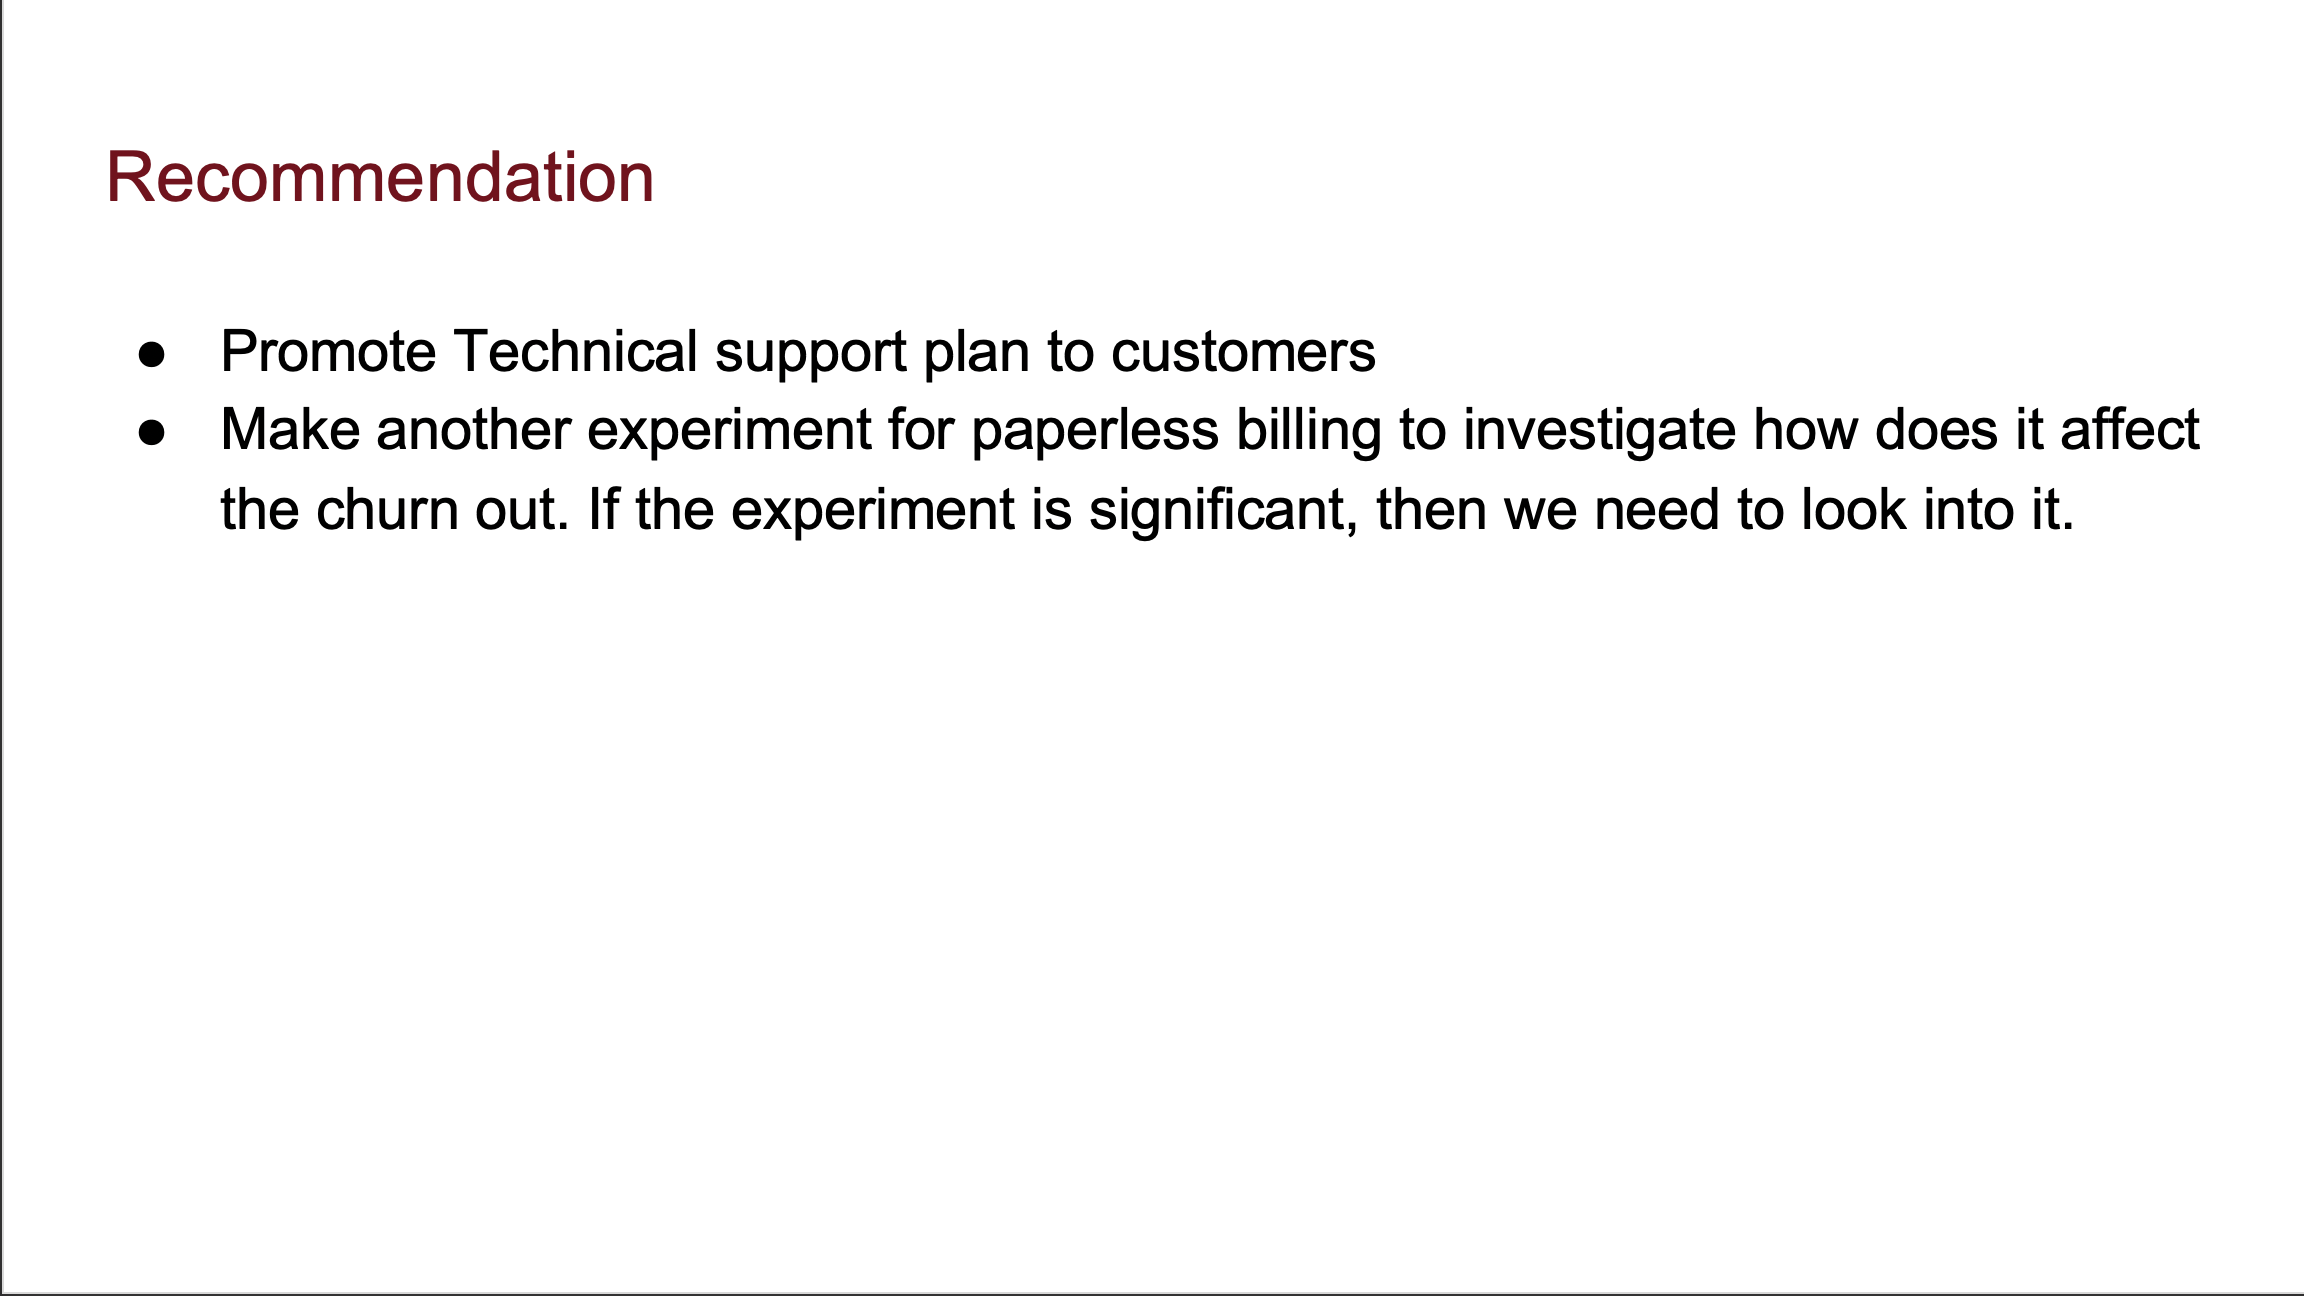 Recommendation
● Promote Technical support plan to customers
● Make another experiment for paperless billing to investigate how does it affect
the churn out. If the experiment is significant, then we need to look into it.